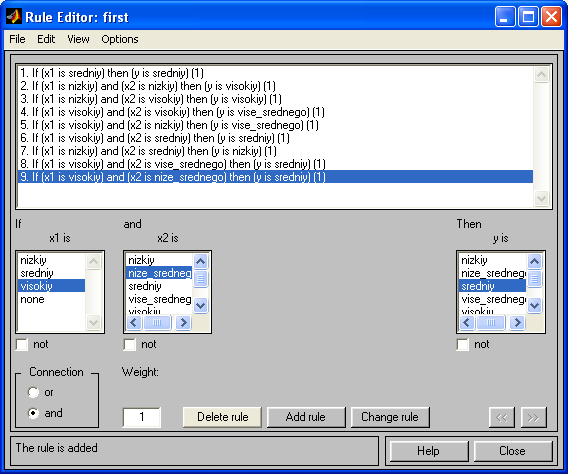 Rule Editor: first
File Edit View Options
1. If (x1 is sredniy) then (y is sredniy) (1)
2. If (x1 is nizkiy) and (x2 is nizkiy) then (y is visokiy) (1)
3. If (x1 is nizkiy) and (x2 is visokiy) then (y is visokiy) (1)
4. If (x1 is visokiy) and (x2 is visokiy) then (y is vise_srednego) (1)
5. If (x1 is visokiy) and (x2 is nizkiy) then (y is vise_srednego) (1)
6. If (x1 is visokiy) and (x2 is sredniy) then (y is sredniy) (1)
7. If (x1 is nizkiy) and (x2 is sredniy) then (y is nizkiy) (1)
8. If (x1 is visokiy) and (x2 is vise_srednego) then (y is sredniy) (1)
9. If (x1 is visokiy) and (x2 is nize_srednego) then (y is sredniy) (1)
If and Then
x1 is x2 is y is
nizkiy
sredniy
visokiy
none
nizkiy
nize_srednego
sredniy
vise_sredneg
visokiy
nizkiy
nize_srednego
sredniy
vise_srednego
visokiy
not not not
Connection
or
and
Weight:
1 Delete rule Add rule Change rule << >>
The rule is added Help Close